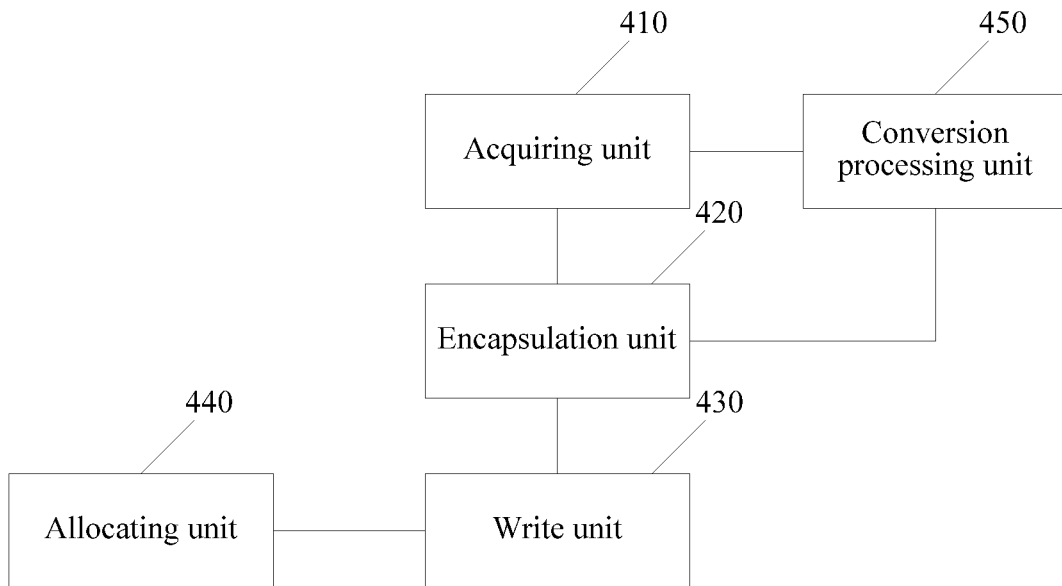 410
450
Acquiring unit
Conversion
processing unit
420
Encapsulation unit
440
430
Allocating unit
Write unit